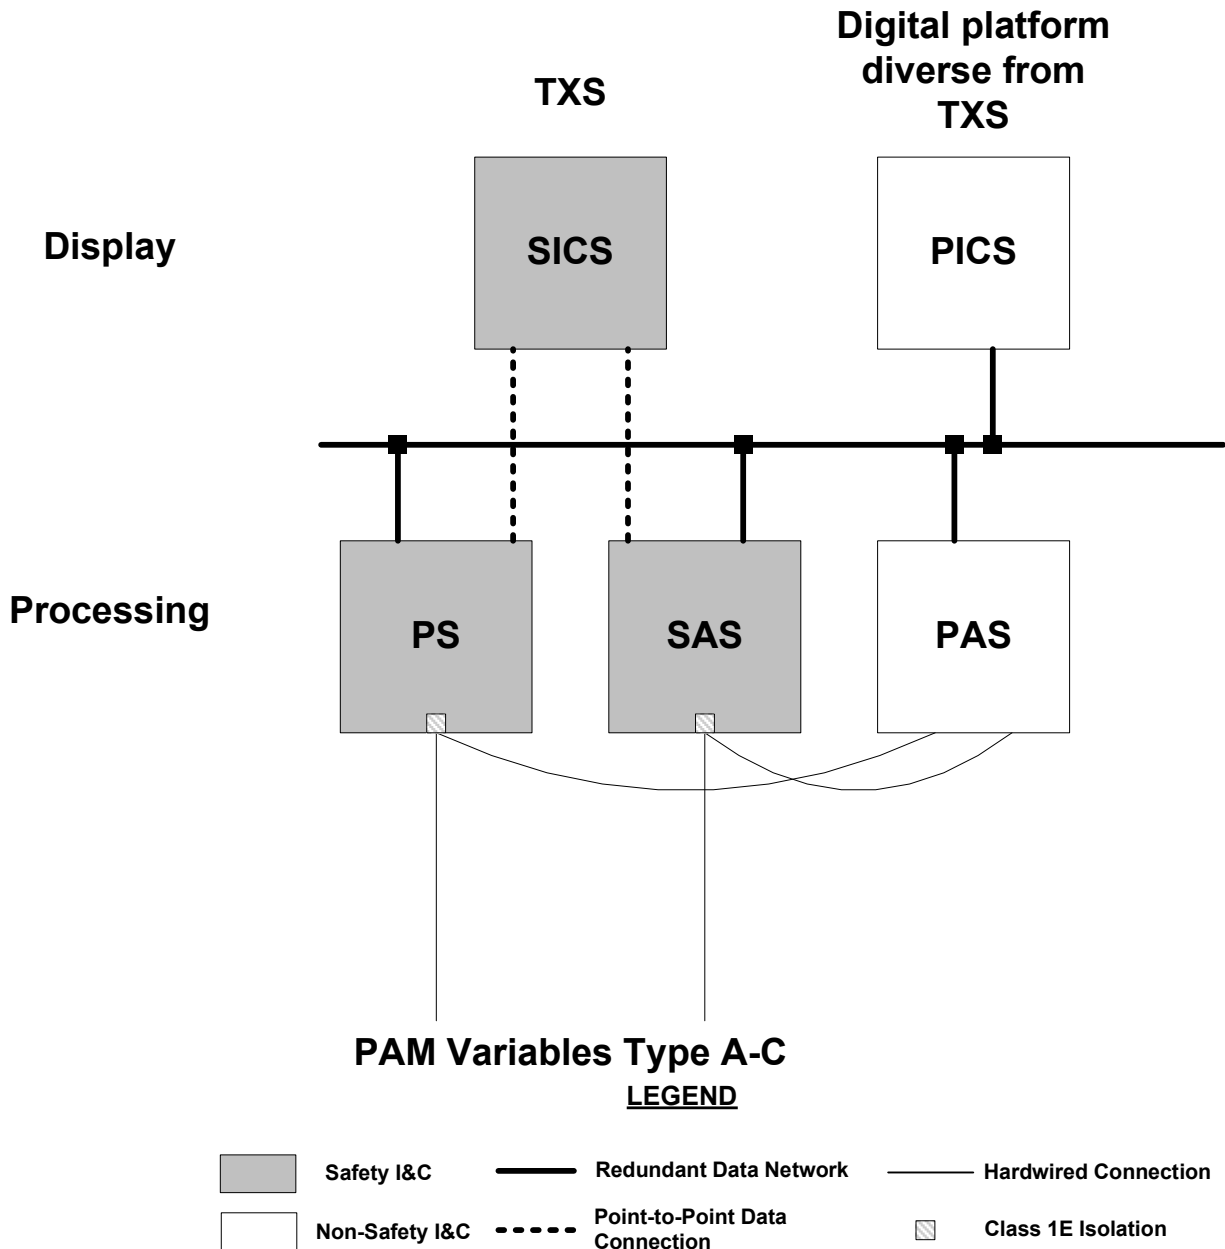 TXS
Digital platform
diverse from
TXS
Display
SICS
PICS
Processing
PS
SAS
PAS
PAM Variables Type A-C
LEGEND
Safety I&C
Redundant Data Network
Hardwired Connection
Non-Safety I&C
Point-to-Point Data
Connection
Class 1E Isolation